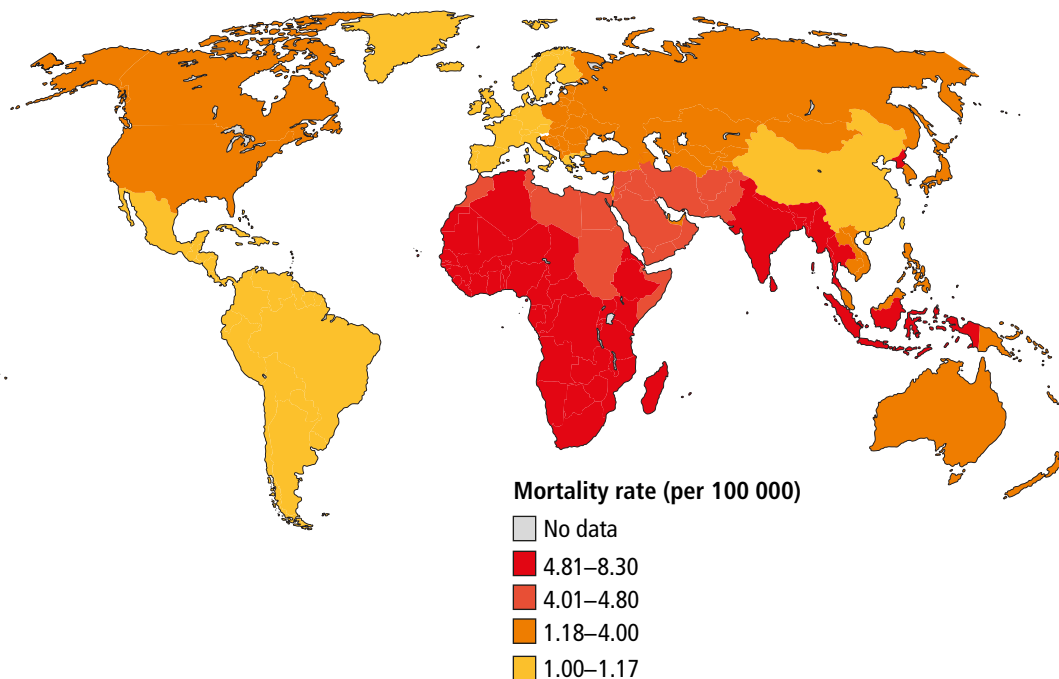 Mortality rate (per 100 000)
No data
4.81–8.30
4.01–4.80
1.18–4.00
1.00–1.17